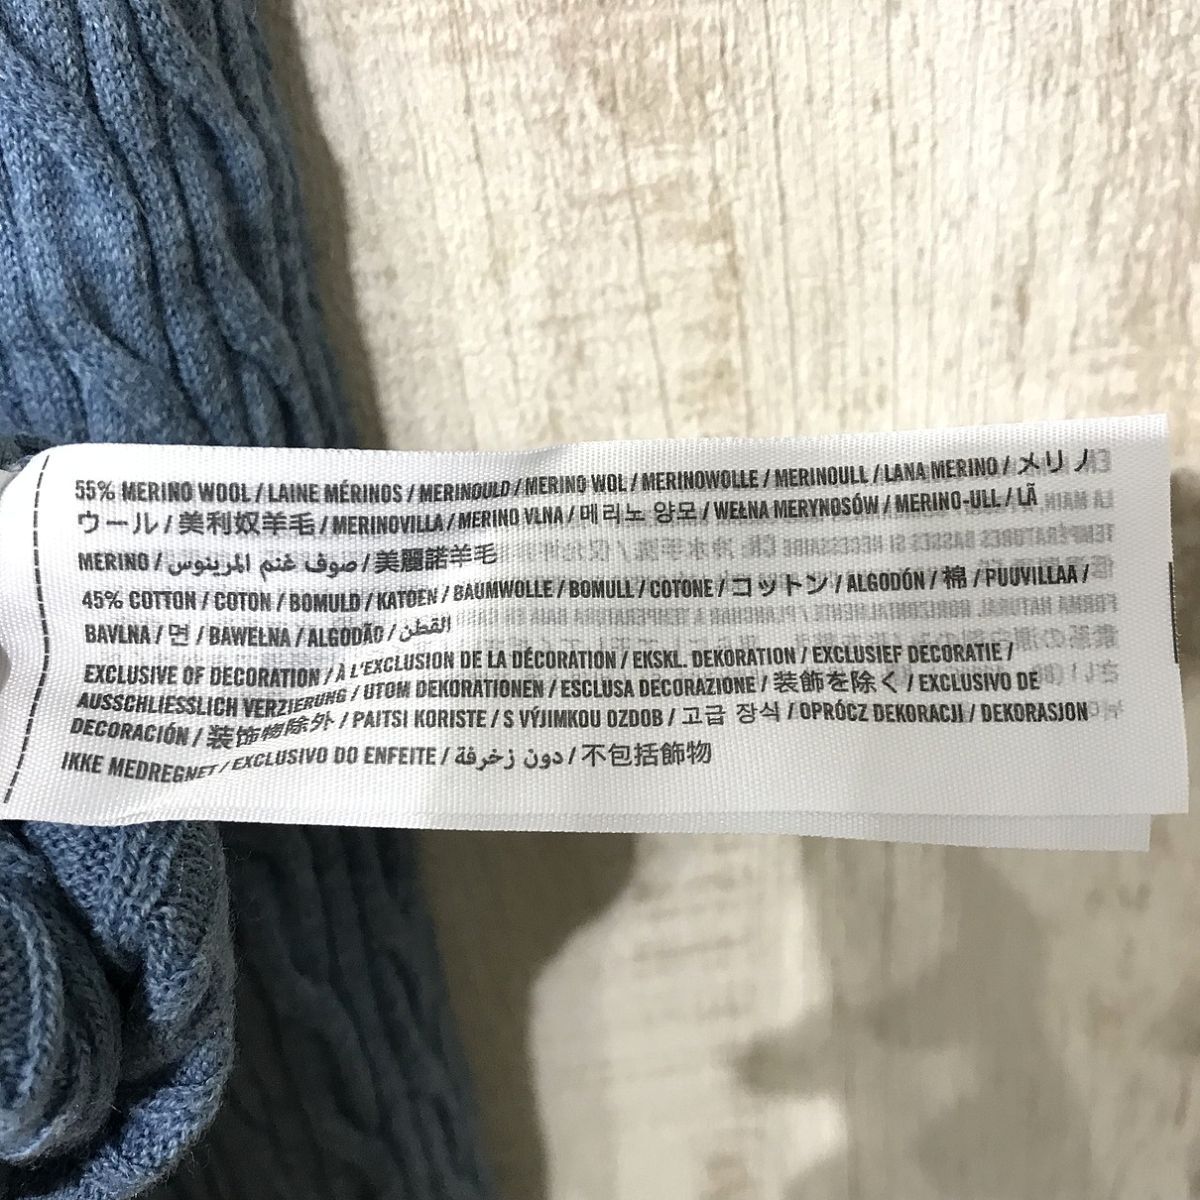 55% MERINO WOOL / LAINE MÉRINOS / MERINOULD / MERINO WOL / MERINOWOLLE / MERINOULL / LANA MERINO / メリノ
ウール / 美利奴羊毛 / MERINOVILLA / MERINO VLNA / 메리노 양모 / WEŁNA MERYNOSÓW / MERINO-ULL / LÃ
MERINO / صوف غنم المرينوس / 美麗諾羊毛
45% COTTON / COTON / BOMULD / KATOEN / BAUMWOLLE / BOMULL / COTONE / コットン / ALGODÓN / 棉 / PUUVILLAA /
BAVLNA / 면 / BAWEŁNA / ALGODÃO / القطن
EXCLUSIVE OF DECORATION / À L'EXCLUSION DE LA DÉCORATION / EKSKL. DEKORATION / EXCLUSIEF DECORATIE /
AUSSCHLIESSLICH VERZIERUNG / UTOM DEKORATIONEN / ESCLUSA DECORAZIONE / 装飾を除く / EXCLUSIVO DE
DECORACIÓN / 装饰物除外 / PAITSI KORISTE / S VÝJIMKOU OZDOB / 고급 장식 / OPRÓCZ DEKORACJI / DEKORASJON
IKKE MEDREGNET / EXCLUSIVO DO ENFEITE / دون زخرفة / 不包括飾物